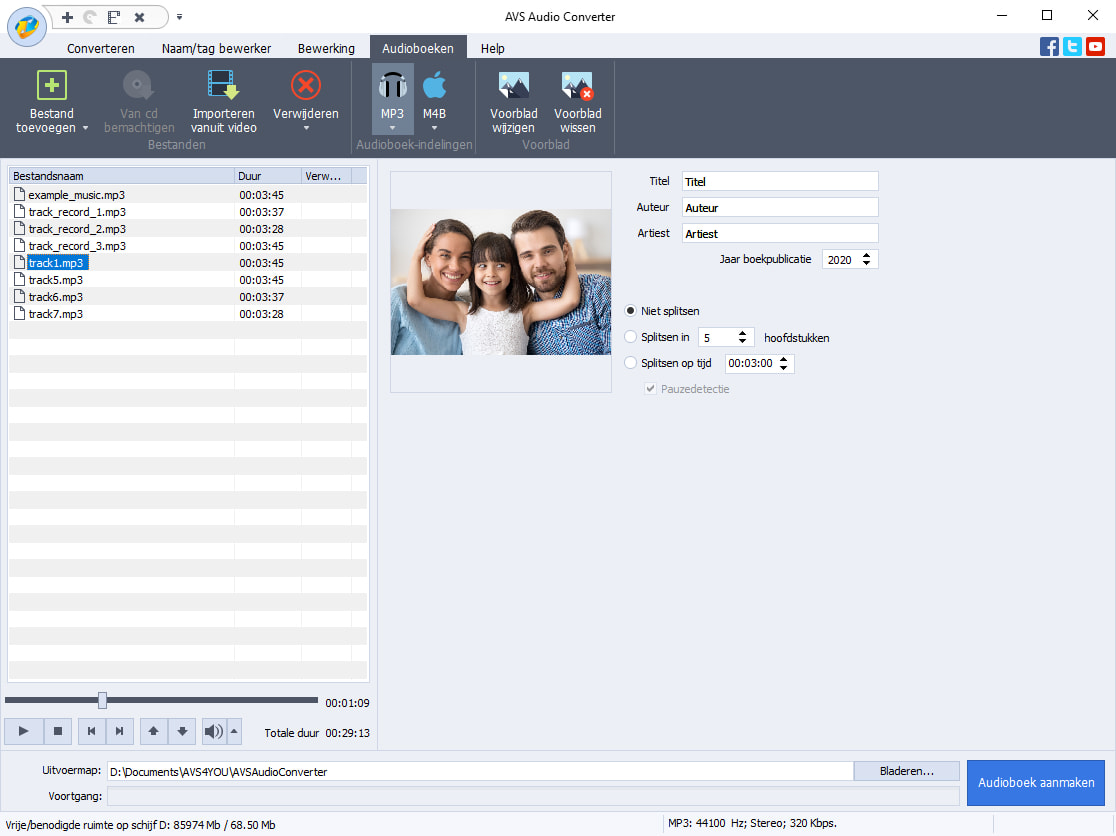 AVS Audio Converter
Converteren Naam/tag bewerker Bewerking Audioboeken Help
Bestand toevoegen
Van cd bemachtigen
Importeren vanuit video
Verwijderen
MP3
M4B
Voorblad wijzigen
Voorblad wissen
Bestanden
Audioboek-indelingen
Voorblad
Bestandsnaam Duur Verw...
example_music.mp3 00:03:45
track_record_1.mp3 00:03:37
track_record_2.mp3 00:03:28
track_record_3.mp3 00:03:45
track1.mp3 00:03:45
track5.mp3 00:03:45
track6.mp3 00:03:37
track7.mp3 00:03:28
00:01:09
Totale duur 00:29:13
Titel Titel
Auteur Auteur
Artiest Artiest
Jaar boekpublicatie 2020
Niet splitsen
Splitsen in 5 hoofdstukken
Splitsen op tijd 00:03:00
Pauzedetectie
Uitvoermap: D:\Documents\AVS4YOU\AVSAudioConverter Bladeren...
Voortgang:
Audioboek aanmaken
Vrije/benodigde ruimte op schijf D: 85974 Mb / 68.50 Mb
MP3: 44100 Hz; Stereo; 320 Kbps.